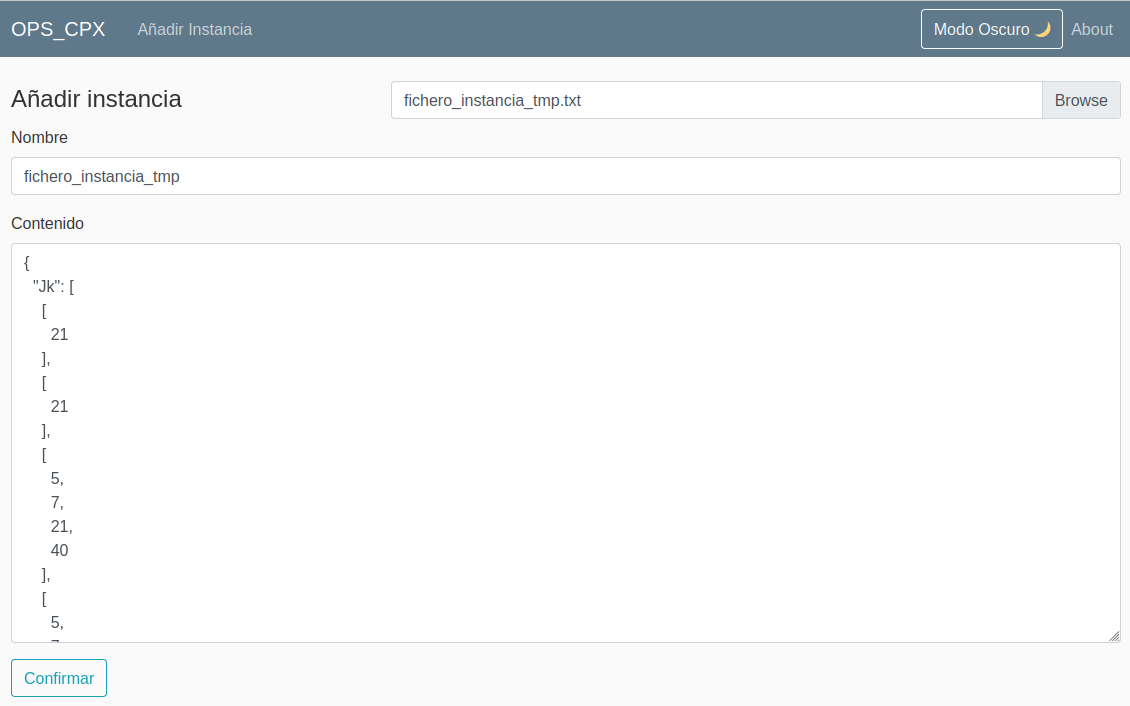 OPS_CPX Añadir Instancia Modo Oscuro 🌙 About
Añadir instancia fichero_instancia_tmp.txt Browse
Nombre
fichero_instancia_tmp
Contenido
{
"Jk": [
[
21
],
[
21
],
[
5,
7,
21,
40
],
[
5,
Confirmar